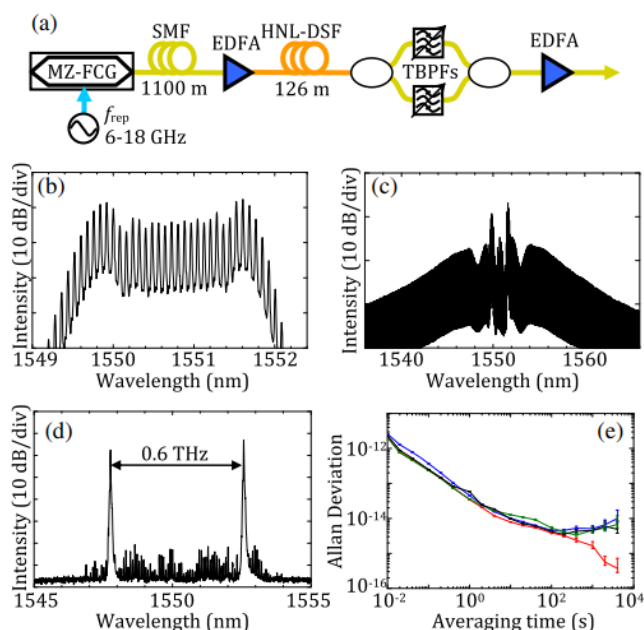 (a)
SMF
EDFA
HNL-DSF
EDFA
MZ-FCG
TBPFs
1100 m
126 m
f_rep
6-18 GHz
(b)
Intensity (10 dB/div)
1549 1550 1551 1552
Wavelength (nm)
(c)
Intensity (10 dB/div)
1540 1550 1560
Wavelength (nm)
(d)
0.6 THz
Intensity (10 dB/div)
1545 1550 1555
Wavelength (nm)
(e)
Allan Deviation
10⁻¹²
10⁻¹⁴
10⁻¹⁶
10⁻² 10⁰ 10² 10⁴
Averaging time (s)